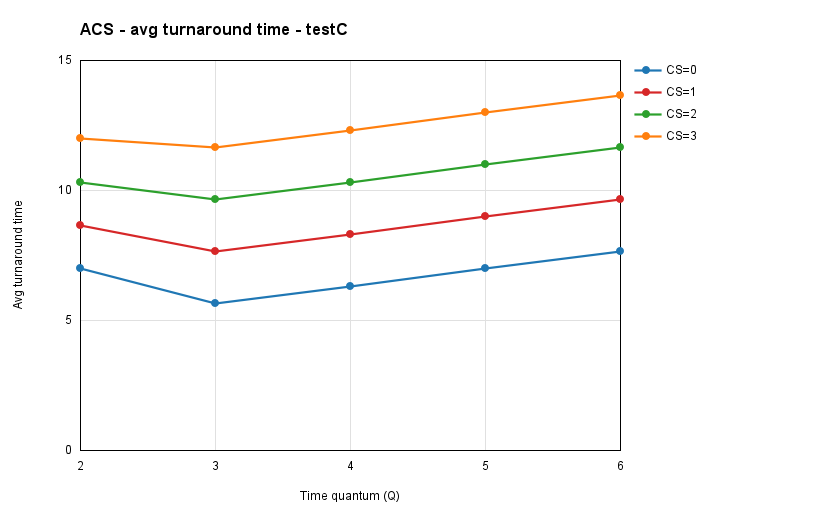 ACS - avg turnaround time - testC
15
10
5
0
2 3 4 5 6
Avg turnaround time
Time quantum (Q)
CS=0
CS=1
CS=2
CS=3